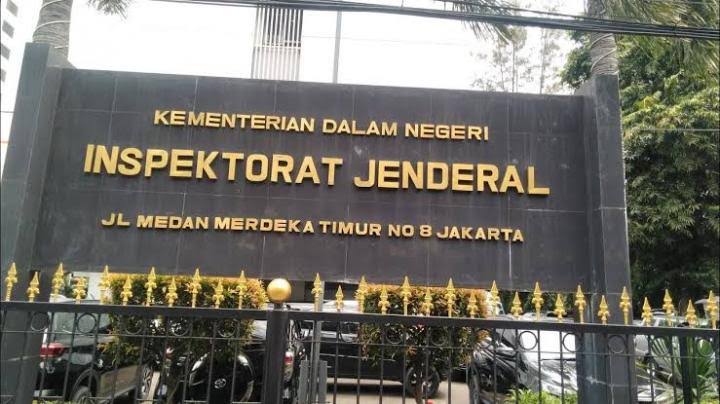 KEMENTERIAN DALAM NEGERI
INSPEKTORAT JENDERAL
JL MEDAN MERDEKA TIMUR NO 8 JAKARTA